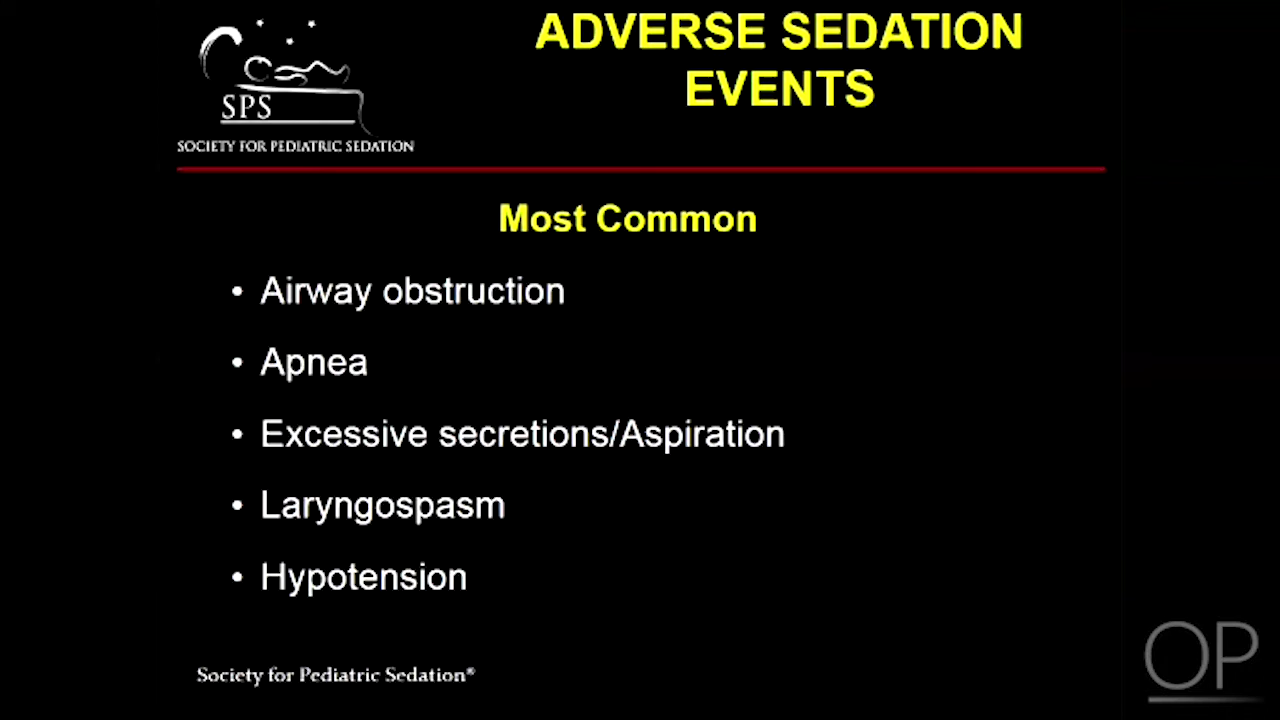 ADVERSE SEDATION
EVENTS
SPS
SOCIETY FOR PEDIATRIC SEDATION
Most Common
• Airway obstruction
• Apnea
• Excessive secretions/Aspiration
• Laryngospasm
• Hypotension
Society for Pediatric Sedation®
OP